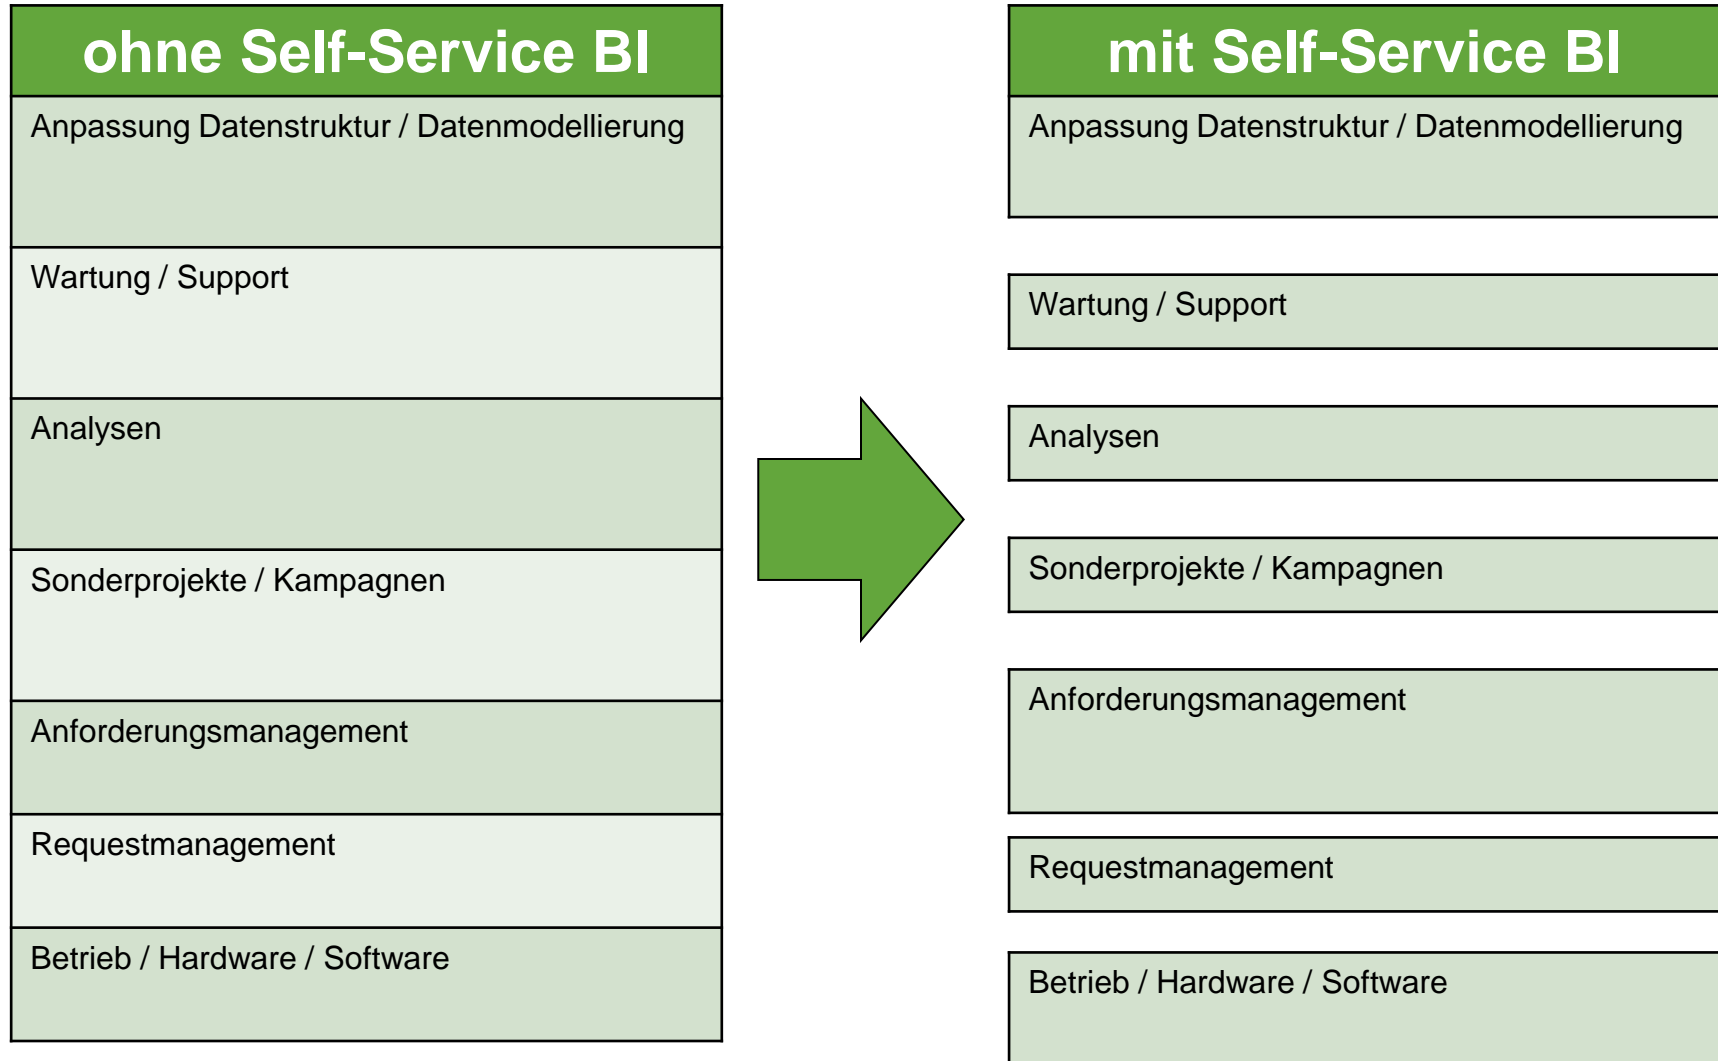 ohne Self-Service BI
Anpassung Datenstruktur / Datenmodellierung
Wartung / Support
Analysen
Sonderprojekte / Kampagnen
Anforderungsmanagement
Requestmanagement
Betrieb / Hardware / Software
mit Self-Service BI
Anpassung Datenstruktur / Datenmodellierung
Wartung / Support
Analysen
Sonderprojekte / Kampagnen
Anforderungsmanagement
Requestmanagement
Betrieb / Hardware / Software